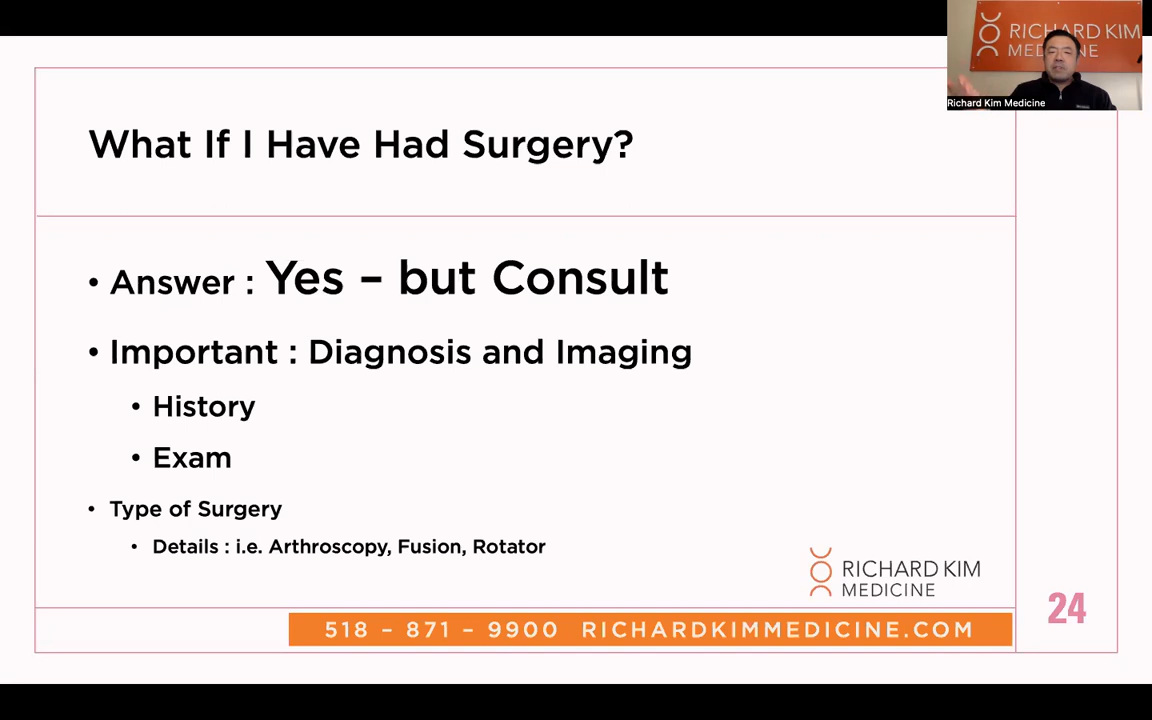 RICHARD KIM
MEDICINE
Richard Kim Medicine
What If I Have Had Surgery?
• Answer : Yes – but Consult
• Important : Diagnosis and Imaging
• History
• Exam
• Type of Surgery
• Details : i.e. Arthroscopy, Fusion, Rotator
RICHARD KIM
MEDICINE
24
518 – 871 – 9900 RICHARDKIMMEDICINE.COM